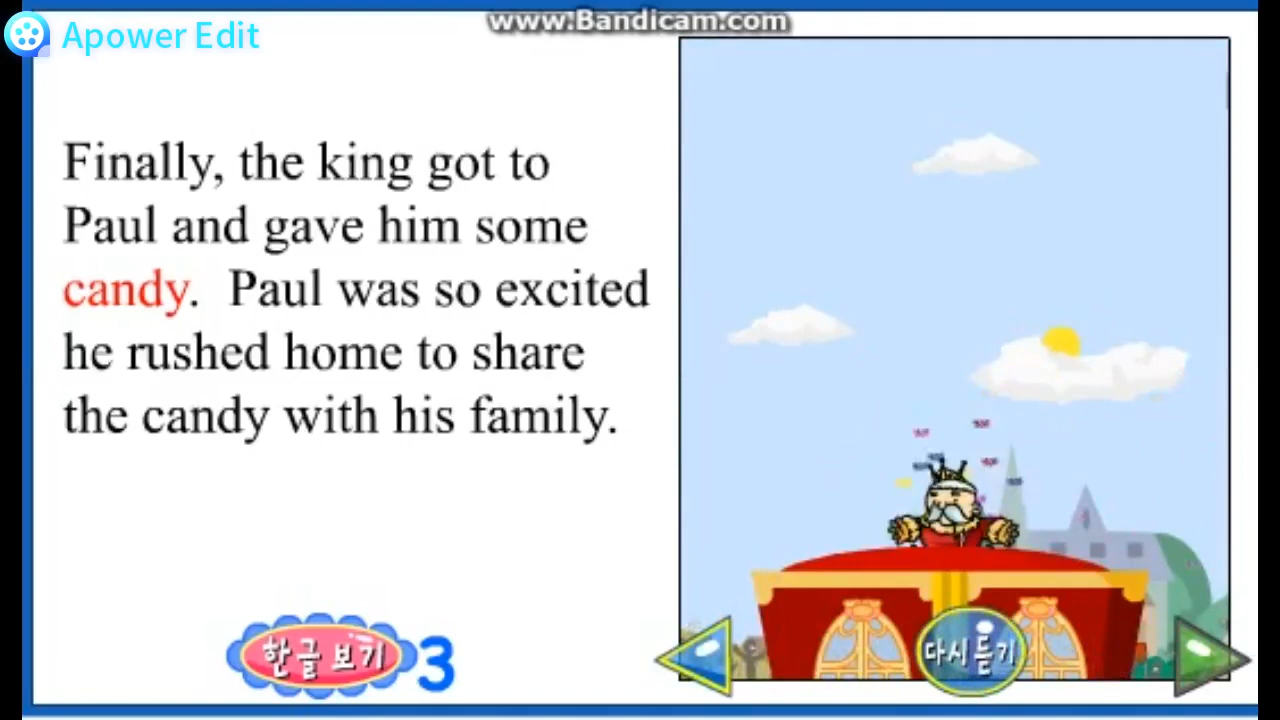 www.Bandicam.com
Apower Edit
Finally, the king got to
Paul and gave him some
candy. Paul was so excited
he rushed home to share
the candy with his family.
한글 보기 3
다시 듣기